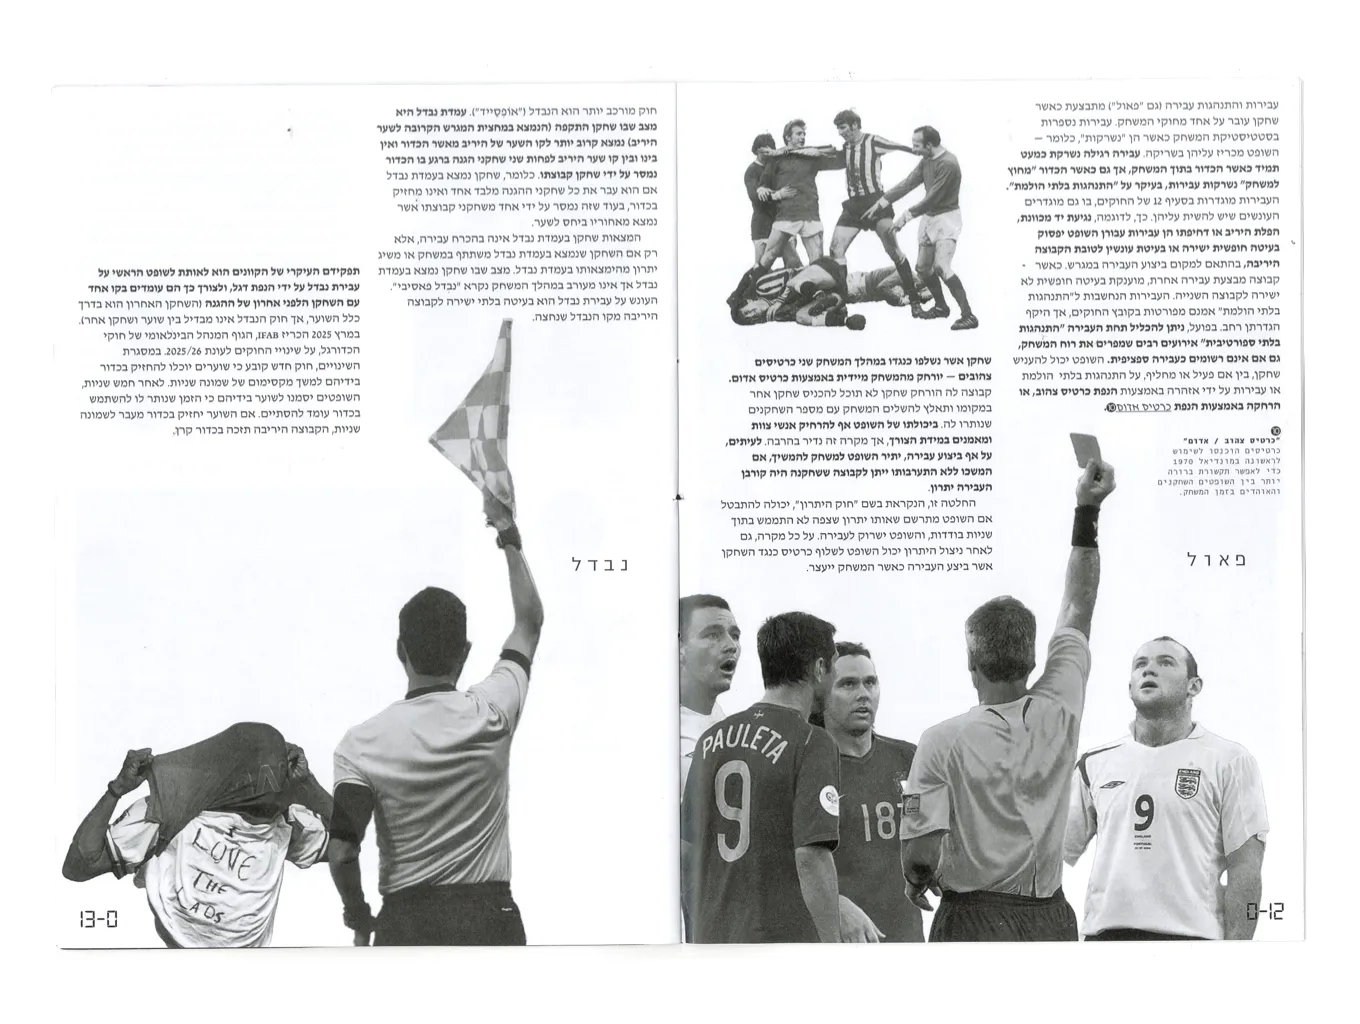 עבירות והתנהגות עבירה (גם "פאול") מתבצעת כאשר
שחקן עובר על אחד מחוקי המשחק. עבירות נספרות
בסטטיסטיקת המשחק כאשר הן "נשרקות", כלומר –
השופט מכריז עליהן בשריקה. עבירה רגילה נשרקת כמעט
תמיד כאשר הכדור בתוך המשחק, אך גם כאשר הכדור "מחוץ
למשחק" נשרקות עבירות, בעיקר על "התנהגות בלתי הולמת".
העבירות מוגדרות בסעיף 12 של החוקים, בו גם מוגדרים
העונשים שיש להשית עליהן. כך, לדוגמה, נגיעת יד מכוונת,
הפלת היריב או דחיפתו הן עבירות עבורן השופט יפסוק
בעיטה חופשית ישירה או בעיטת עונשין לטובת הקבוצה
היריבה, בהתאם למקום ביצוע העבירה במגרש. כאשר
קבוצה מבצעת עבירה אחרת, מוענקת בעיטה חופשית לא
ישירה לקבוצה השנייה. העבירות הנחשבות ל"התנהגות
בלתי הולמת" אמנם מפורטות בקובץ החוקים, אך היקף
הגדרתן רחב. בפועל, ניתן להכליל תחת העבירה "התנהגות
בלתי ספורטיבית" אירועים רבים שמפרים את רוח המשחק,
גם אם אינם רשומים כעבירה ספציפית. השופט יכול להעניש
שחקן, בין אם פעיל או מחליף, על התנהגות בלתי הולמת
או עבירות על ידי אזהרה באמצעות הנפת כרטיס צהוב, או
הרחקה באמצעות הנפת כרטיס אדום⑩.
⑩
"כרטיס צהוב / אדום"
כרטיסים הוכנסו לשימוש
לראשונה במונדיאל 1970
כדי לאפשר תקשורת ברורה
יותר בין השופטים השחקנים
והאוהדים בזמן המשחק.
פאול
שחקן אשר נשלפו כנגדו במהלך המשחק שני כרטיסים
צהובים – יורחק מהמשחק מיידית באמצעות כרטיס אדום.
קבוצה לה הורחק שחקן לא תוכל להכניס שחקן אחר
במקומו ותאלץ להשלים המשחק עם מספר השחקנים
שנותרו לה. ביכולתו של השופט אף להרחיק אנשי צוות
ומאמנים במידת הצורך, אך מקרה זה נדיר בהרבה. לעיתים,
על אף ביצוע עבירה, יתיר השופט למשחק להמשיך, אם
המשכו ללא התערבותו ייתן לקבוצה ששחקנה היה קורבן
העבירה יתרון.
החלטה זו, הנקראת בשם "חוק היתרון", יכולה להתבטל
אם השופט מתרשם שאותו יתרון שצפה לא התממש בתוך
שניות בודדות, והשופט ישרוק לעבירה. על כל מקרה, גם
לאחר ניצול היתרון יכול השופט לשלוף כרטיס כנגד השחקן
אשר ביצע העבירה כאשר המשחק ייעצר.
PAULETA
9
18
ENGLAND
9
ENGLAND
PORTUGAL
0-12
חוק מורכב יותר הוא הנבדל ("אוֹפסַייד"). עמדת נבדל היא
מצב שבו שחקן התקפה (הנמצא במחצית המגרש הקרובה לשער
היריב) נמצא קרוב יותר לקו השער של היריב מאשר הכדור ואין
בינו ובין קו שער היריב לפחות שני שחקני הגנה ברגע בו הכדור
נמסר על ידי שחקן קבוצתו. כלומר, שחקן נמצא בעמדת נבדל
אם הוא עבר את כל שחקני ההגנה מלבד אחד ואינו מחזיק
בכדור, בעוד שזה נמסר על ידי אחד משחקני קבוצתו אשר
נמצא מאחוריו ביחס לשער.
המצאות שחקן בעמדת נבדל אינה בהכרח עבירה, אלא
רק אם השחקן שנמצא בעמדת נבדל משתתף במשחק או משיג
יתרון מהימצאותו בעמדת נבדל. מצב שבו שחקן נמצא בעמדת
נבדל אך אינו מעורב במהלך המשחק נקרא "נבדל פאסיבי".
העונש על עבירת נבדל הוא בעיטה בלתי ישירה לקבוצה
היריבה מקו הנבדל שנחצה.
נבדל
תפקידם העיקרי של הקוונים הוא לאותת לשופט הראשי על
עבירת נבדל על ידי הנפת דגל, ולצורך כך הם עומדים בקו אחד
עם השחקן הלפני אחרון של ההגנה (השחקן האחרון הוא בדרך
כלל השוער, אך חוק הנבדל אינו מבדיל בין שוער ושחקן אחר).
במרץ 2025 הכריז IFAB, הגוף המנהל הבינלאומי של חוקי
הכדורגל, על שינויי החוקים לעונת 2025/26. במסגרת
השינויים, חוק חדש קובע כי שוערים יוכלו להחזיק בכדור
בידיהם למשך מקסימום של שמונה שניות. לאחר חמש שניות,
השופטים יסמנו לשוער בידיהם כי הזמן שנותר לו להשתמש
בכדור עומד להסתיים. אם השוער יחזיק בכדור מעבר לשמונה
שניות, הקבוצה היריבה תזכה בכדור קרן.
I
LOVE
THE
LADS
13-0